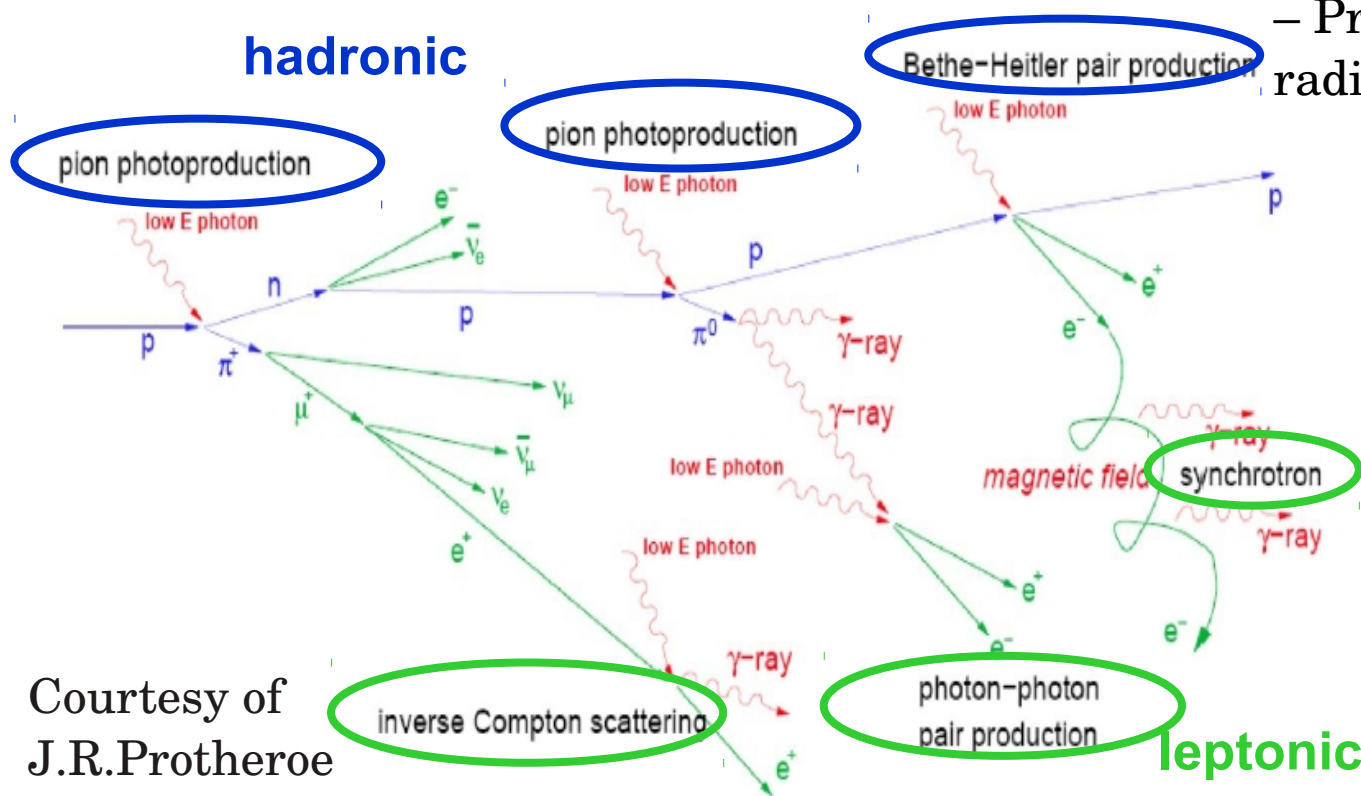 – Pr
radi
hadronic
Bethe−Heitler pair production
low E photon
pion photoproduction
low E photon
pion photoproduction
low E photon
e−
ν̄e
n
p
p
π+
p
π0
γ−ray
p
e+
e−
νμ
μ+
ν̄μ
νe
e+
γ−ray
low E photon
γ−ray
magnetic field
synchrotron
γ−ray
low E photon
e+
e−
e−
γ−ray
inverse Compton scattering
e+
photon−photon
pair production
leptonic
Courtesy of
J.R.Protheroe